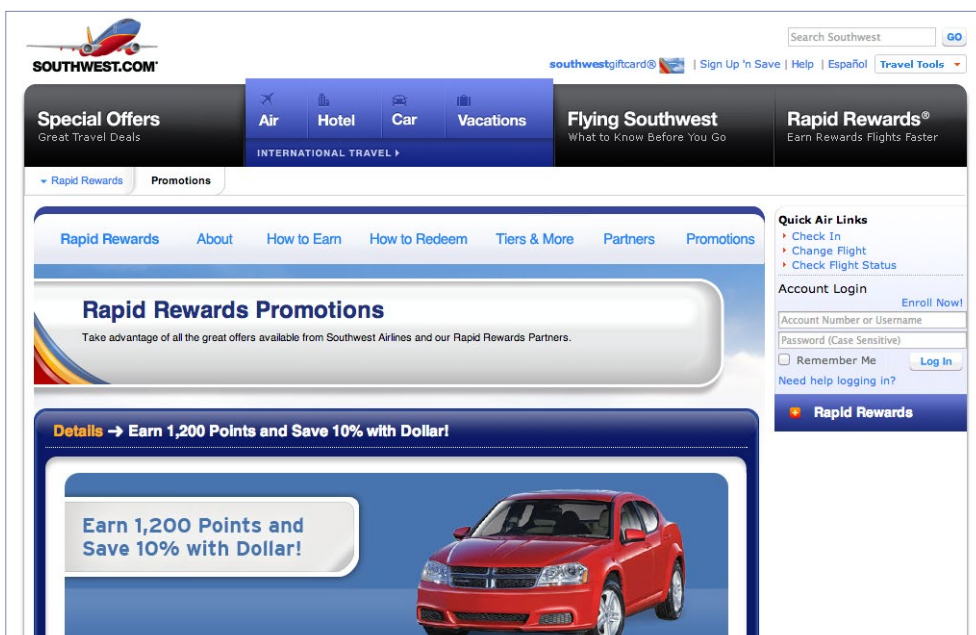 SOUTHWEST.COM®
Search Southwest GO
southwestgiftcard® | Sign Up 'n Save | Help | Español Travel Tools
Special Offers
Great Travel Deals
Air Hotel Car Vacations
INTERNATIONAL TRAVEL
Flying Southwest
What to Know Before You Go
Rapid Rewards®
Earn Rewards Flights Faster
Rapid Rewards Promotions
Rapid Rewards About How to Earn How to Redeem Tiers & More Partners Promotions
Rapid Rewards Promotions
Take advantage of all the great offers available from Southwest Airlines and our Rapid Rewards Partners.
Details → Earn 1,200 Points and Save 10% with Dollar!
Earn 1,200 Points and
Save 10% with Dollar!
Quick Air Links
Check In
Change Flight
Check Flight Status
Account Login
Enroll Now!
Account Number or Username
Password (Case Sensitive)
Remember Me Log In
Need help logging in?
Rapid Rewards